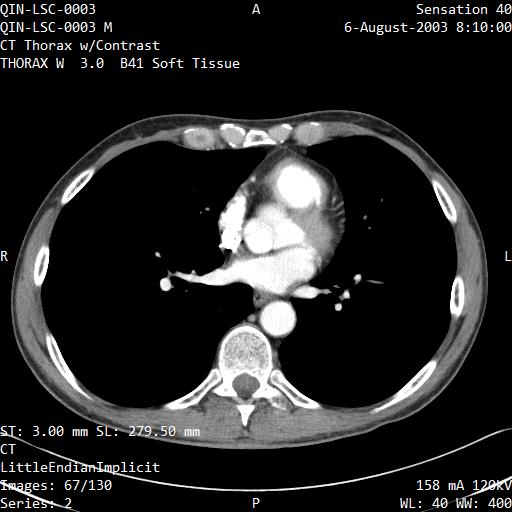 QIN-LSC-0003 A Sensation 40
QIN-LSC-0003 M 6-August-2003 8:10:00
CT Thorax w/Contrast
THORAX W 3.0 B41 Soft Tissue
R L
ST: 3.00 mm SL: 279.50 mm
CT
LittleEndianImplicit
Images: 67/130 158 mA 120kV
Series: 2 P WL: 40 WW: 400